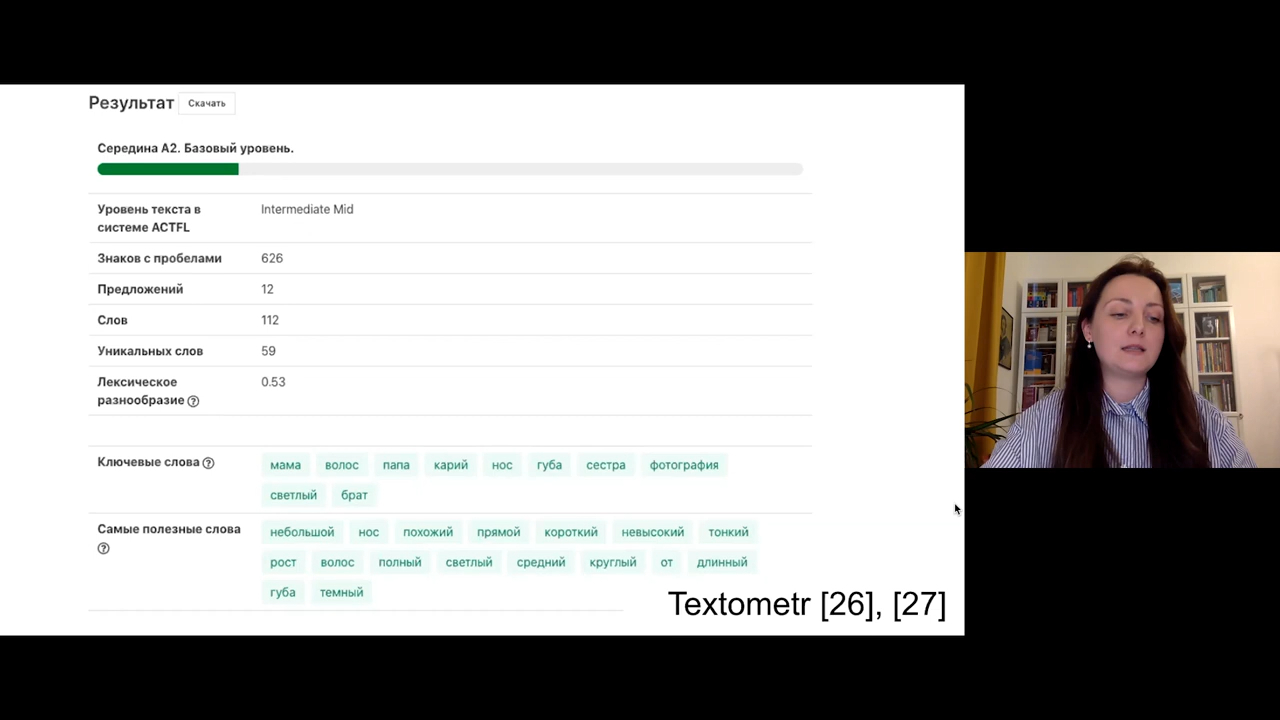 Результат Скачать
Середина A2. Базовый уровень.
Уровень текста в Intermediate Mid
системе ACTFL
Знаков с пробелами 626
Предложений 12
Слов 112
Уникальных слов 59
Лексическое 0.53
разнообразие ?
Ключевые слова ? мама волос папа карий нос губа сестра фотография
светлый брат
Самые полезные слова небольшой нос похожий прямой короткий невысокий тонкий
? рост волос полный светлый средний круглый от длинный
губа темный
Textometr [26], [27]